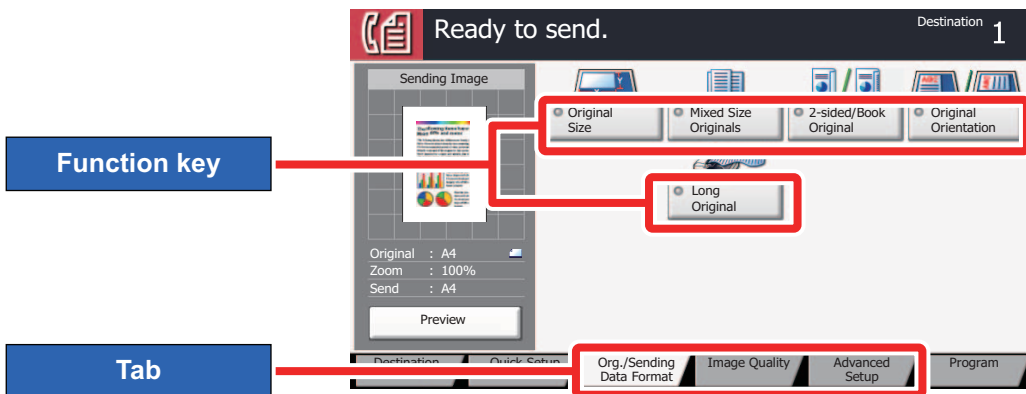 Ready to send.
Destination 1
Sending Image
Original
Size
Mixed Size
Originals
2-sided/Book
Original
Original
Orientation
Function key
Long
Original
Original : A4
Zoom : 100%
Send : A4
Preview
Tab
Destination
Quick Setup
Org./Sending
Data Format
Image Quality
Advanced
Setup
Program